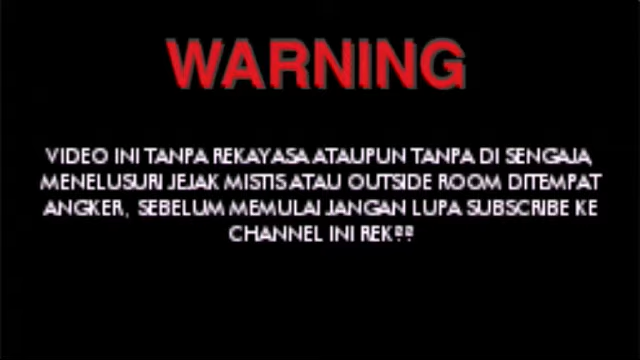 WARNING
VIDEO INI TANPA REKAYASA ATAUPUN TANPA DI SENGAJA,
MENELUSURI JEJAK MISTIS ATAU OUTSIDE ROOM DITEMPAT
ANGKER, SEBELUM MEMULAI JANGAN LUPA SUBSCRIBE KE
CHANNEL INI REK??